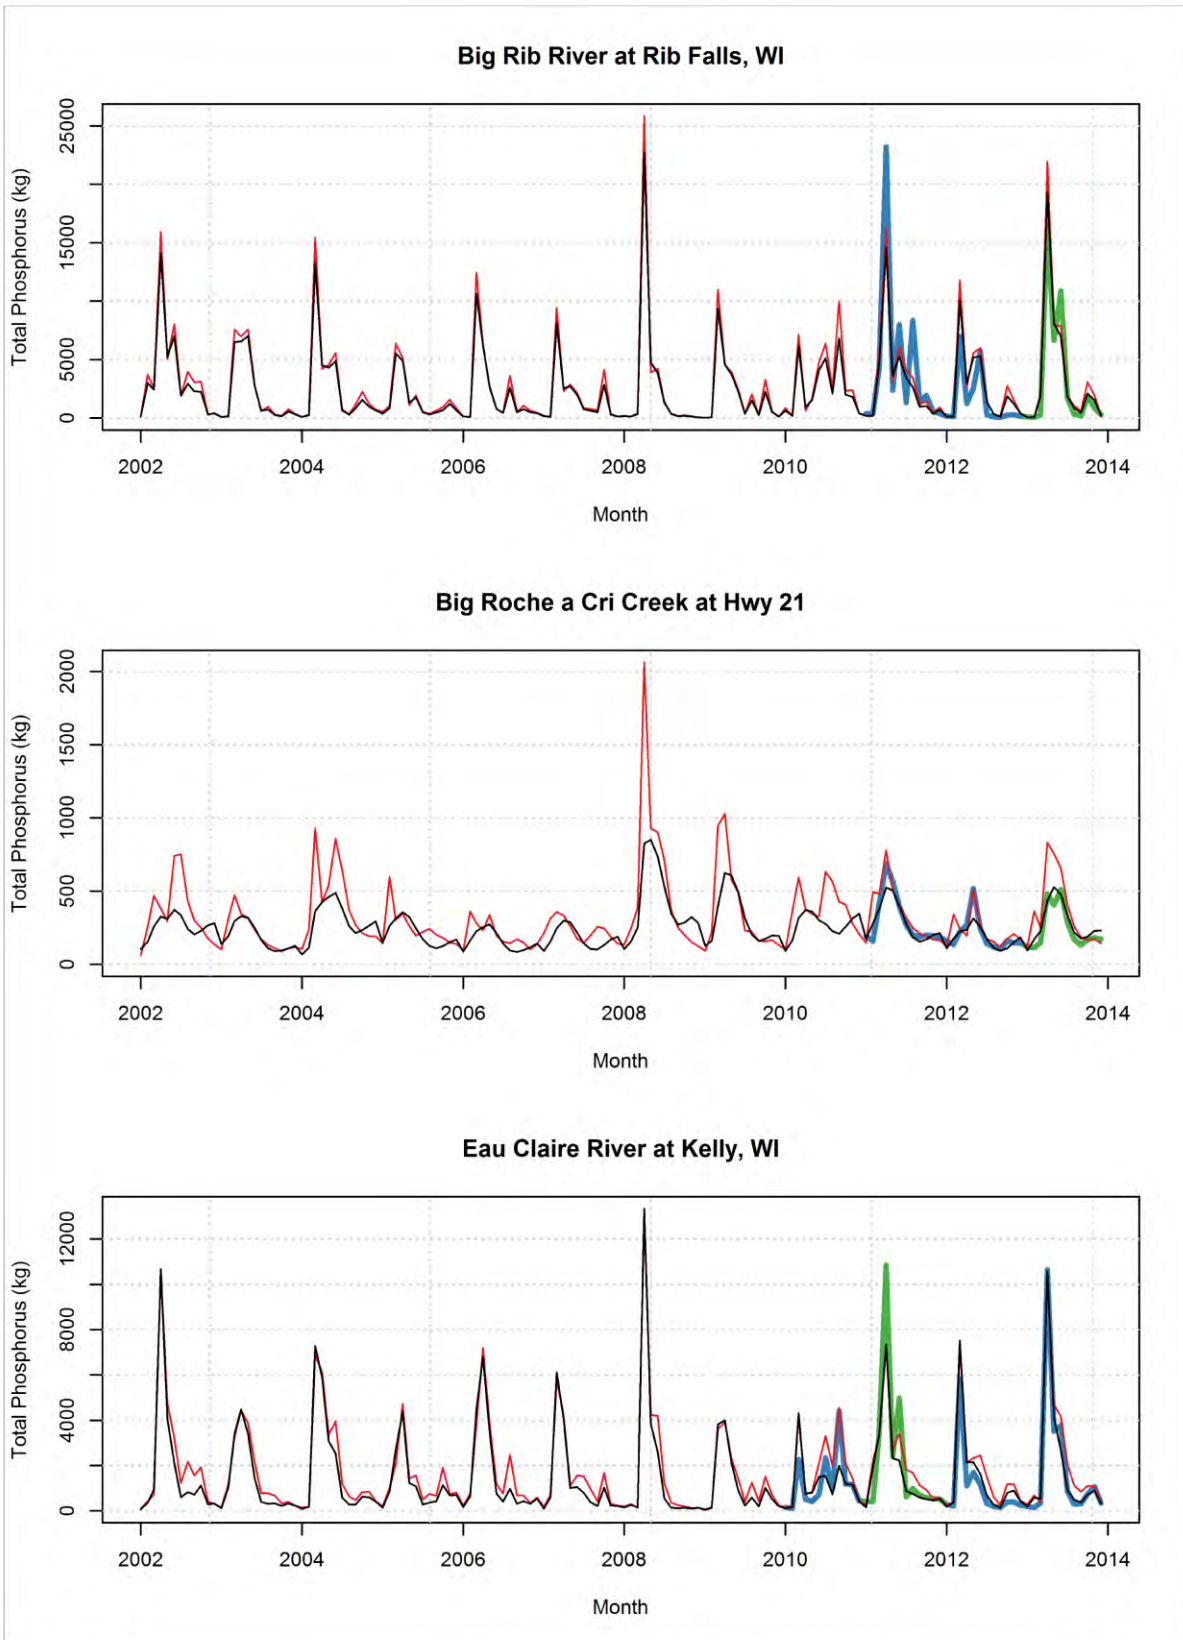 Big Rib River at Rib Falls, WI
Total Phosphorus (kg)
25000
15000
5000
0
2002 2004 2006 2008 2010 2012 2014
Month
Big Roche a Cri Creek at Hwy 21
Total Phosphorus (kg)
2000
1500
1000
500
0
2002 2004 2006 2008 2010 2012 2014
Month
Eau Claire River at Kelly, WI
Total Phosphorus (kg)
12000
8000
4000
0
2002 2004 2006 2008 2010 2012 2014
Month